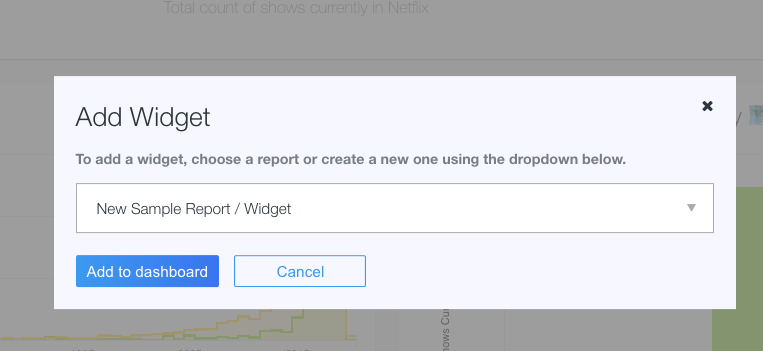 Total count of shows currently in Netflix
Add Widget
To add a widget, choose a report or create a new one using the dropdown below.
New Sample Report / Widget
Add to dashboard
Cancel